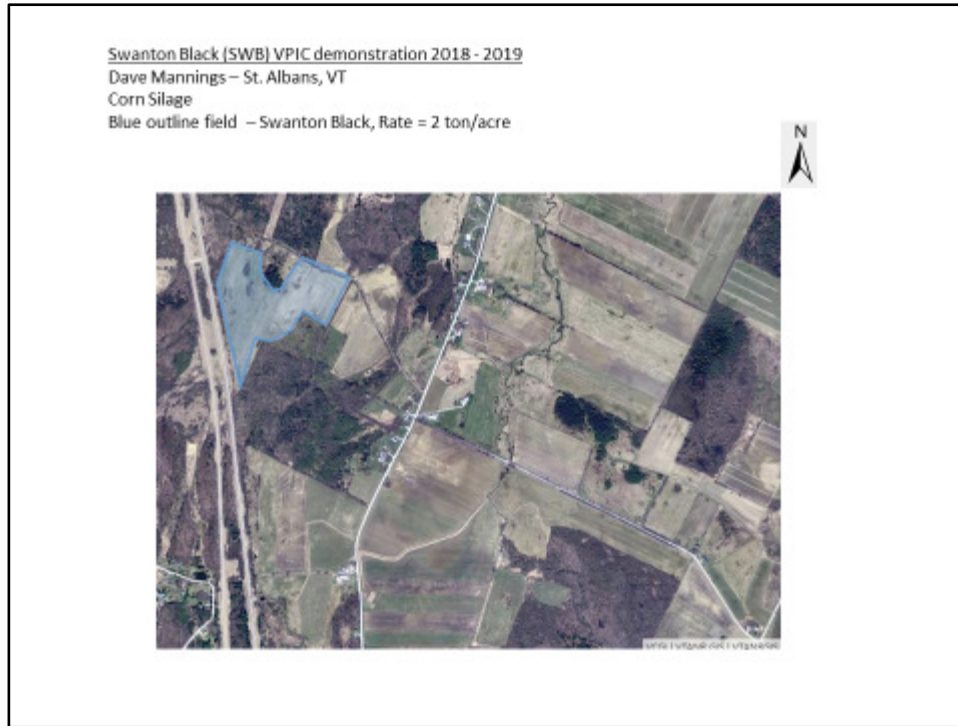 Swanton Black (SWB) VPIC demonstration 2018 - 2019
Dave Mannings – St. Albans, VT
Corn Silage
Blue outline field – Swanton Black, Rate = 2 ton/acre
N